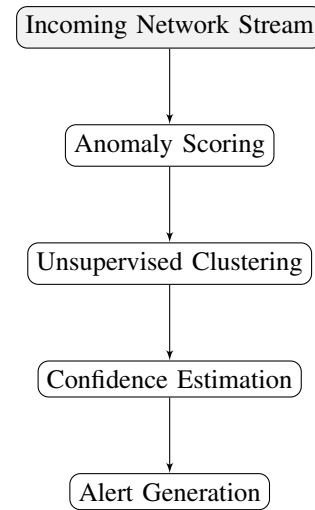 Incoming Network Stream
Anomaly Scoring
Unsupervised Clustering
Confidence Estimation
Alert Generation